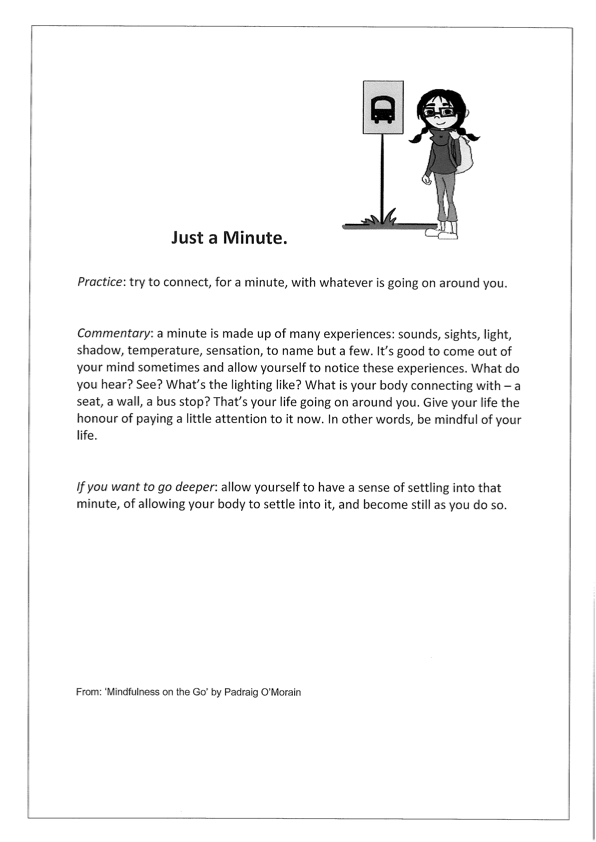 Just a Minute.
Practice: try to connect, for a minute, with whatever is going on around you.
Commentary: a minute is made up of many experiences: sounds, sights, light,
shadow, temperature, sensation, to name but a few. It’s good to come out of
your mind sometimes and allow yourself to notice these experiences. What do
you hear? See? What’s the lighting like? What is your body connecting with – a
seat, a wall, a bus stop? That’s your life going on around you. Give your life the
honour of paying a little attention to it now. In other words, be mindful of your
life.
If you want to go deeper: allow yourself to have a sense of settling into that
minute, of allowing your body to settle into it, and become still as you do so.
From: ‘Mindfulness on the Go’ by Padraig O’Morain